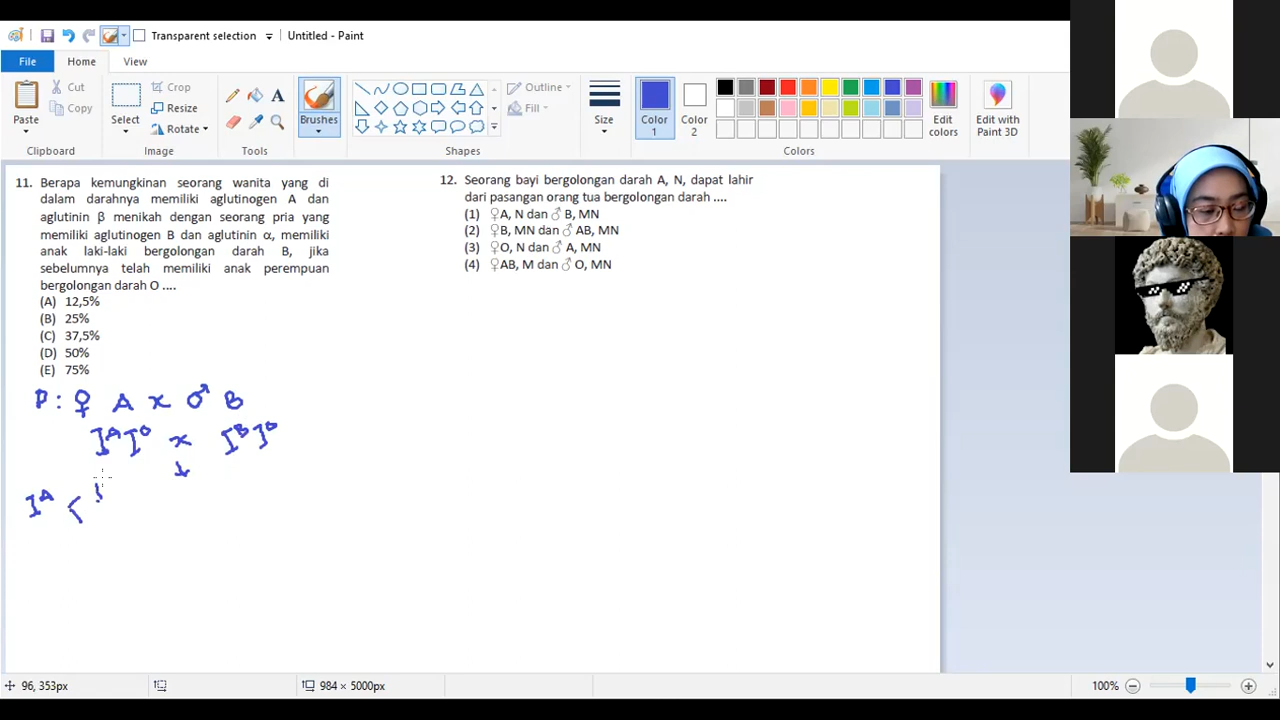 Transparent selection
Untitled - Paint
File
Home
View
Paste
Cut
Copy
Clipboard
Select
Crop
Resize
Rotate
Image
Tools
Brushes
Outline
Fill
Shapes
Size
Color 1
Color 2
Edit colors
Edit with Paint 3D
Colors
11. Berapa kemungkinan seorang wanita yang di
dalam darahnya memiliki aglutinogen A dan
aglutinin β menikah dengan seorang pria yang
memiliki aglutinogen B dan aglutinin α, memiliki
anak laki-laki bergolongan darah B, jika
sebelumnya telah memiliki anak perempuan
bergolongan darah O ....
(A) 12,5%
(B) 25%
(C) 37,5%
(D) 50%
(E) 75%
P: ♀ A x ♂ B
IᴬIᴼ x IᴮIᴼ
Iᴬ
12. Seorang bayi bergolongan darah A, N, dapat lahir
dari pasangan orang tua bergolongan darah ....
(1) ♀A, N dan ♂ B, MN
(2) ♀B, MN dan ♂ AB, MN
(3) ♀O, N dan ♂ A, MN
(4) ♀AB, M dan ♂ O, MN
96, 353px
984 × 5000px
100%